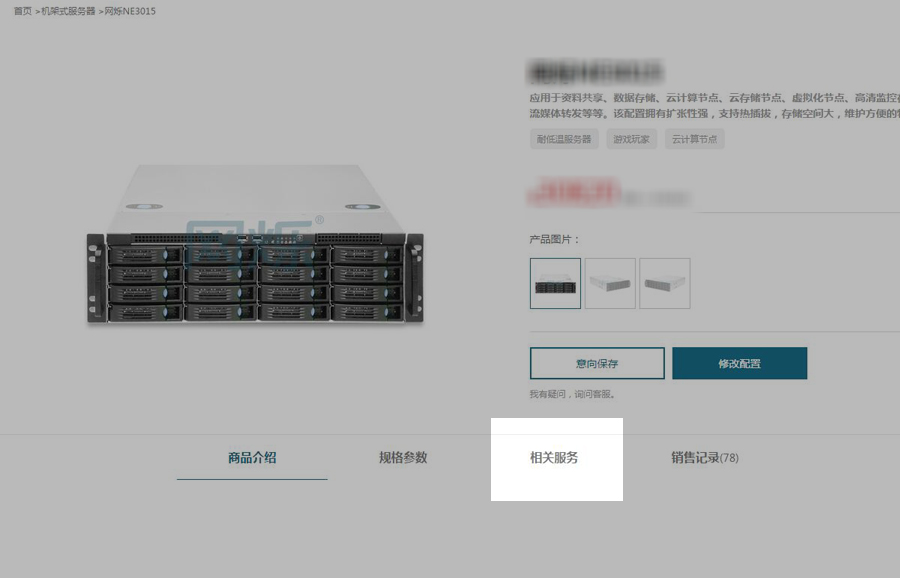 首页 >机架式服务器 >网烁NE3015
应用于资料共享、数据存储、云计算节点、云存储节点、虚拟化节点、高清监控
流媒体转发等等。该配置拥有扩张性强，支持热插拔，存储空间大，维护方便的
耐低温服务器 游戏玩家 云计算节点
网烁®
产品图片：
意向保存 修改配置
我有疑问，询问客服。
商品介绍 规格参数 相关服务 销售记录(78)